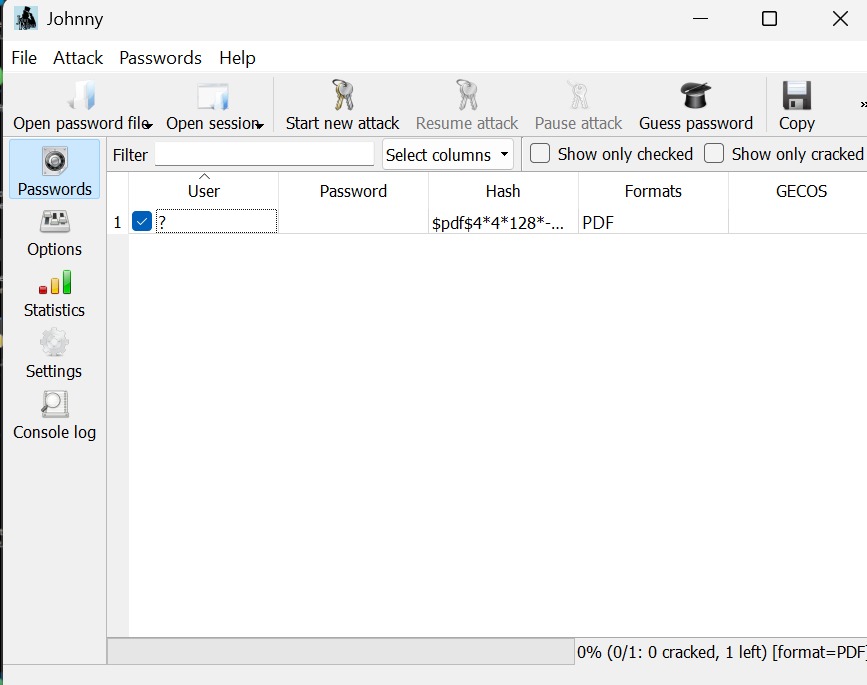 Johnny
File Attack Passwords Help
Open password file Open session Start new attack Resume attack Pause attack Guess password Copy »
Passwords
Options
Statistics
Settings
Console log
Filter Select columns Show only checked Show only cracked
User Password Hash Formats GECOS
1 ? $pdf$4*4*128*-... PDF
0% (0/1: 0 cracked, 1 left) [format=PDF]